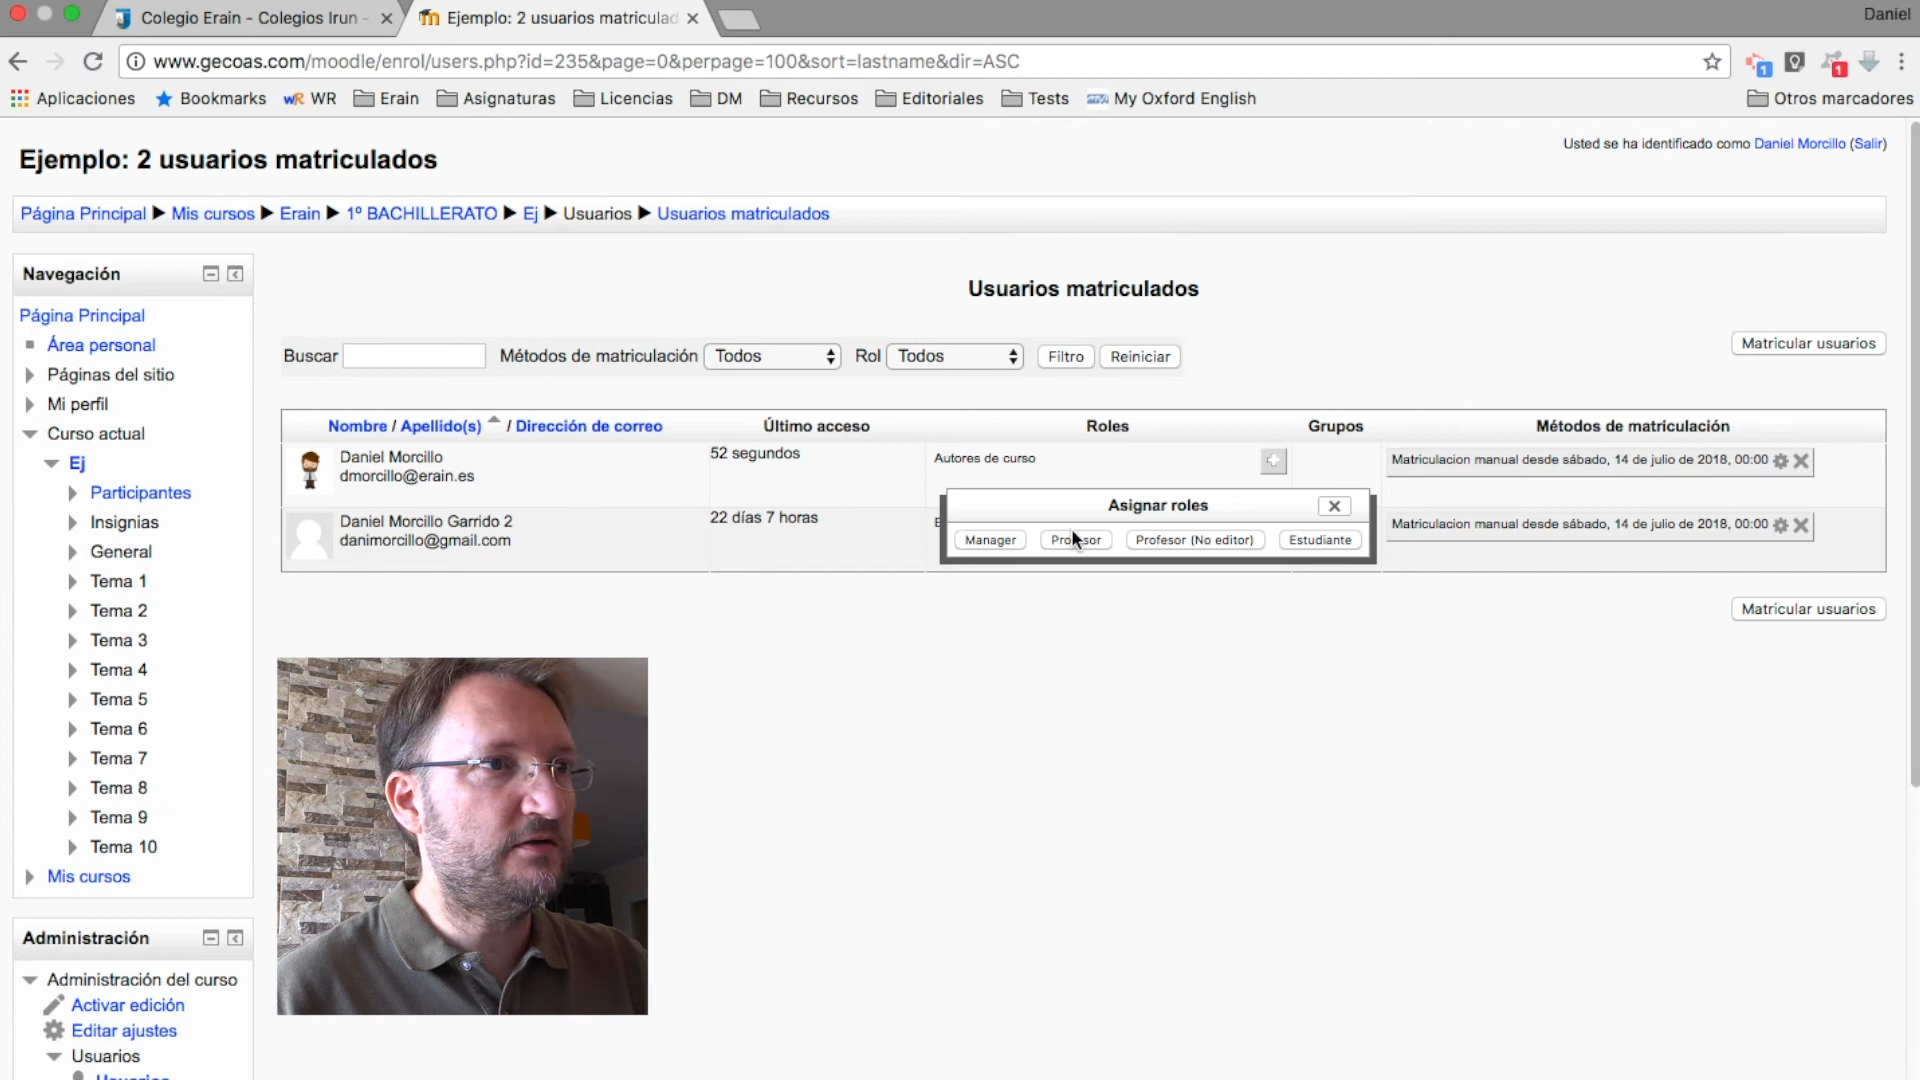 Daniel
Colegio Erain - Colegios Irun -
Ejemplo: 2 usuarios matriculad
www.gecoas.com/moodle/enrol/users.php?id=235&page=0&perpage=100&sort=lastname&dir=ASC
1
1
Aplicaciones
Bookmarks
WR WR
Erain
Asignaturas
Licencias
DM
Recursos
Editoriales
Tests
My Oxford English
Otros marcadores
Ejemplo: 2 usuarios matriculados
Usted se ha identificado como Daniel Morcillo (Salir)
Página Principal ▶ Mis cursos ▶ Erain ▶ 1º BACHILLERATO ▶ Ej ▶ Usuarios ▶ Usuarios matriculados
Navegación
Página Principal
Área personal
Páginas del sitio
Mi perfil
Curso actual
Ej
Participantes
Insignias
General
Tema 1
Tema 2
Tema 3
Tema 4
Tema 5
Tema 6
Tema 7
Tema 8
Tema 9
Tema 10
Mis cursos
Administración
Administración del curso
Activar edición
Editar ajustes
Usuarios
Usuarios matriculados
Matricular usuarios
Buscar
Métodos de matriculación Todos
Rol Todos
Filtro
Reiniciar
Nombre / Apellido(s) / Dirección de correo
Último acceso
Roles
Grupos
Métodos de matriculación
Daniel Morcillo
dmorcillo@erain.es
52 segundos
Autores de curso
Matriculacion manual desde sábado, 14 de julio de 2018, 00:00
Daniel Morcillo Garrido 2
danimorcillo@gmail.com
22 días 7 horas
Matriculacion manual desde sábado, 14 de julio de 2018, 00:00
Asignar roles
Manager
Profesor
Profesor (No editor)
Estudiante
Matricular usuarios